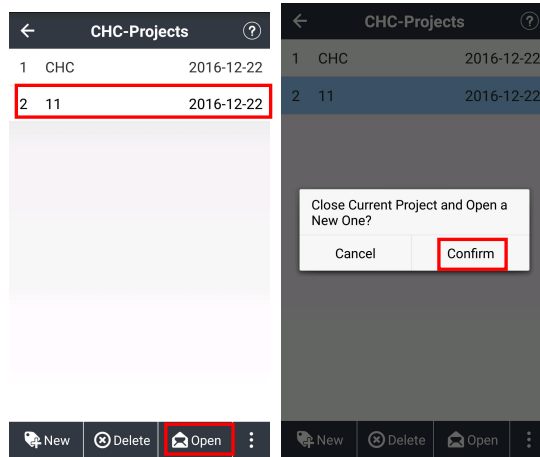 CHC-Projects ?
1 CHC 2016-12-22
2 11 2016-12-22
New Delete Open
CHC-Projects ?
1 CHC 2016-12-22
2 11 2016-12-22
Close Current Project and Open a
New One?
Cancel Confirm
New Delete Open